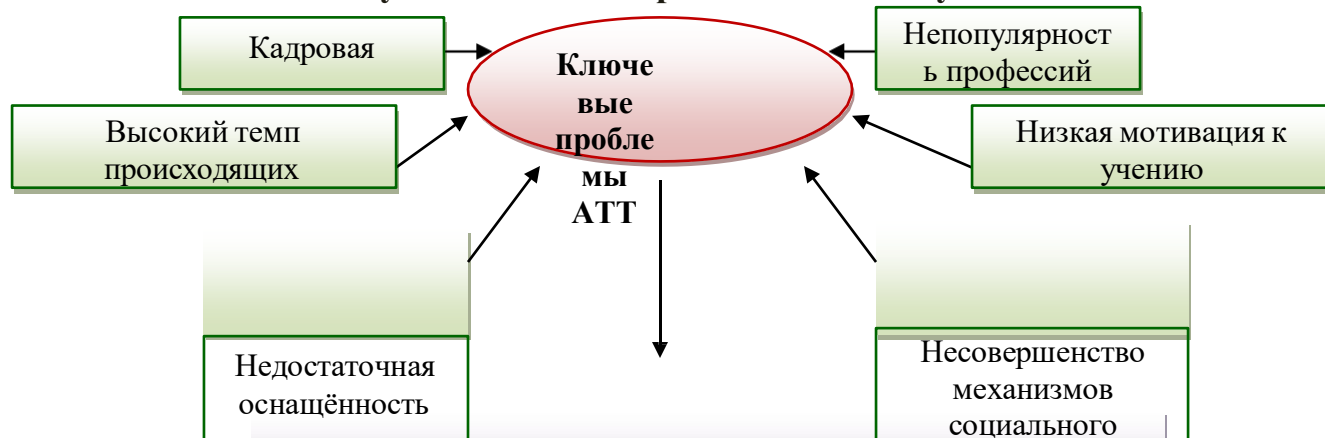 Кадровая
Ключе
вые
пробле
мы
АТТ
Непопулярност
ь профессий
Высокий темп
происходящих
Низкая мотивация к
учению
Недостаточная
оснащённость
Несовершенство
механизмов
социального